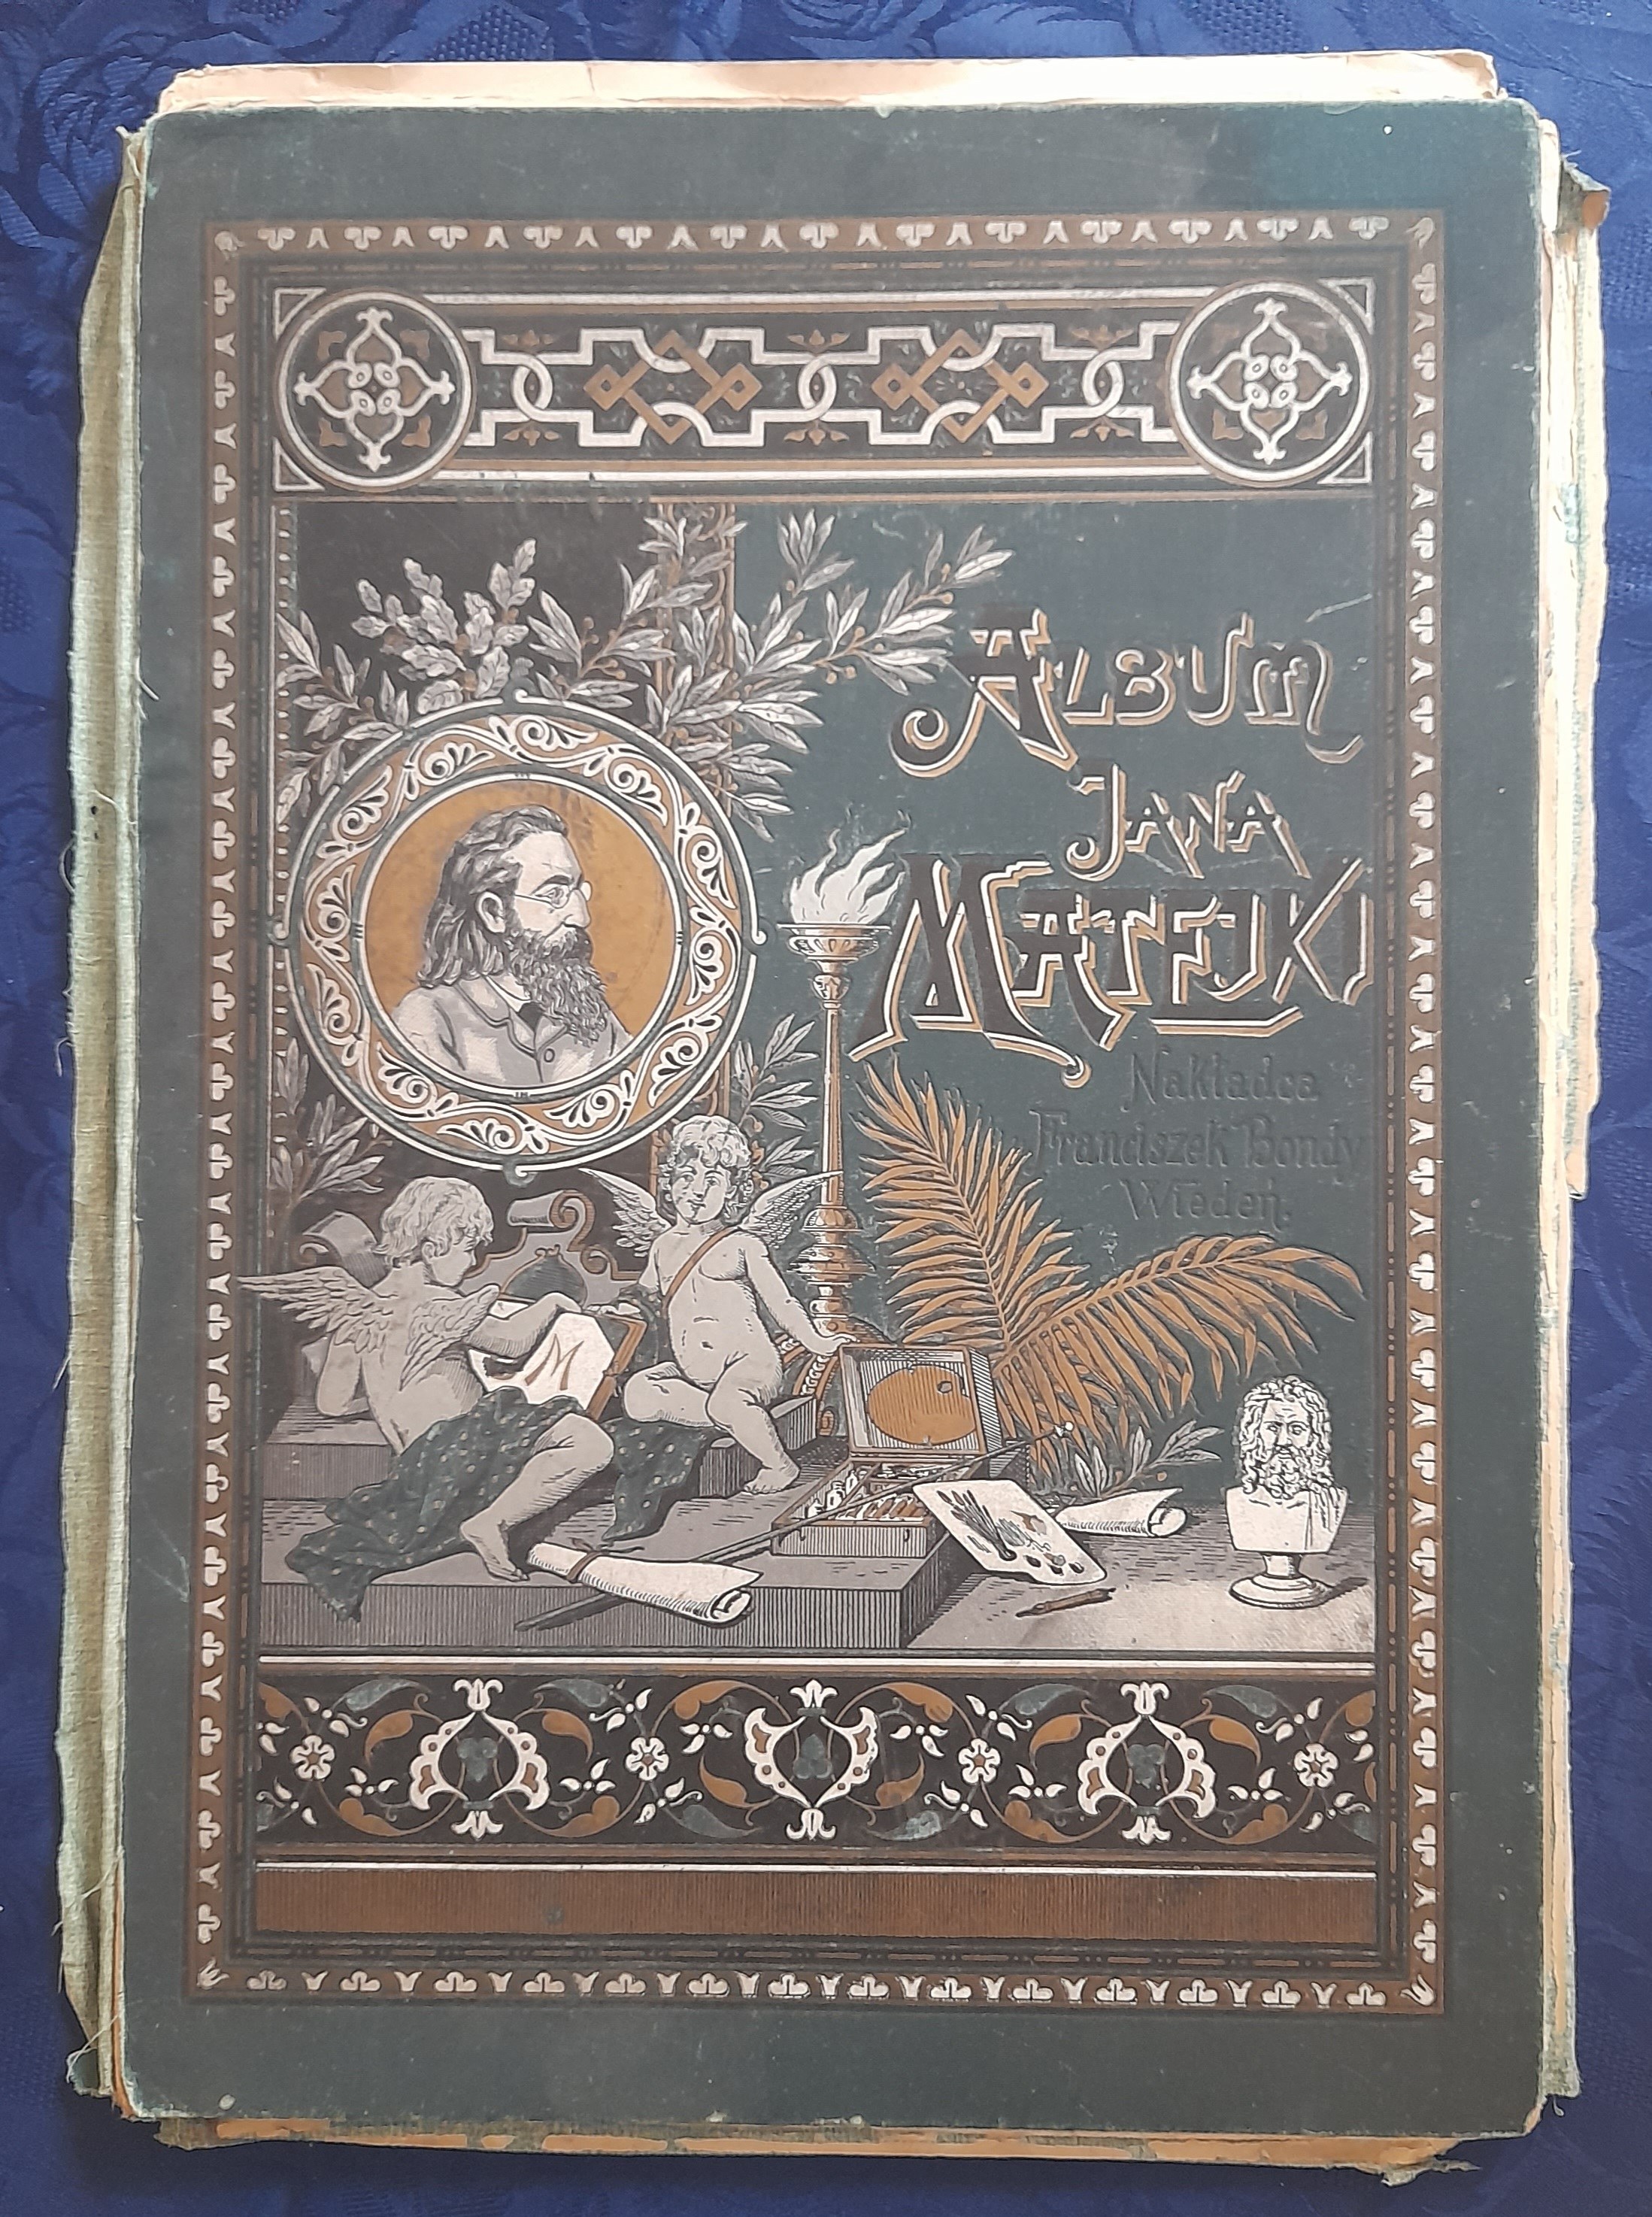 ALBUM
JANA
MATEJKI
Nakładca
Franciszek Bondy
Wiedeń.
M